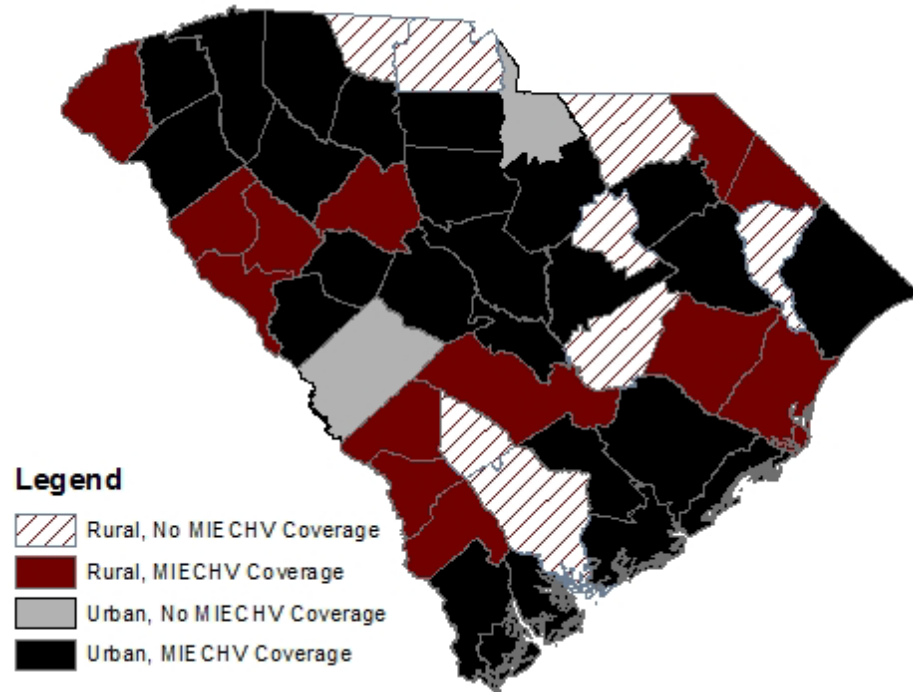 Legend
Rural, No MIECHV Coverage
Rural, MIECHV Coverage
Urban, No MIECHV Coverage
Urban, MIECHV Coverage